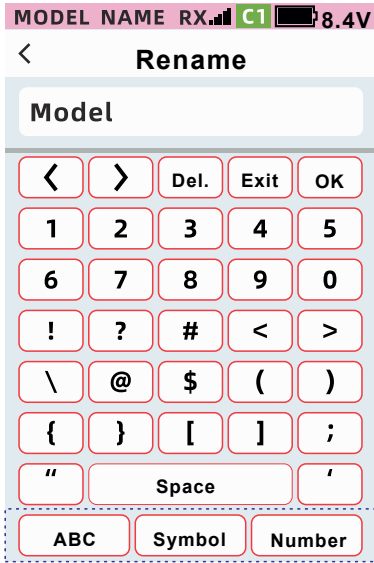 MODEL NAME RX C1 8.4V
< Rename
Model
❮ ❯ Del. Exit OK
1 2 3 4 5
6 7 8 9 0
! ? # < >
\ @ $ ( )
{ } [ ] ;
“ Space ‘
ABC Symbol Number